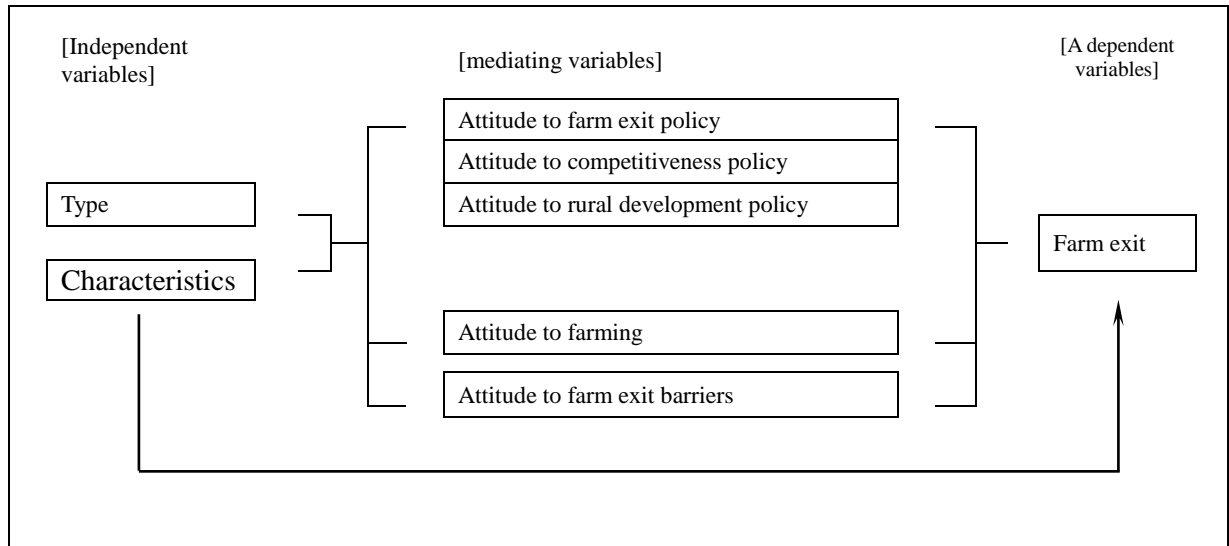 [Independent
variables]
[mediating variables]
[A dependent
variables]
Attitude to farm exit policy
Attitude to competitiveness policy
Type
Attitude to rural development policy
Farm exit
Characteristics
Attitude to farming
Attitude to farm exit barriers